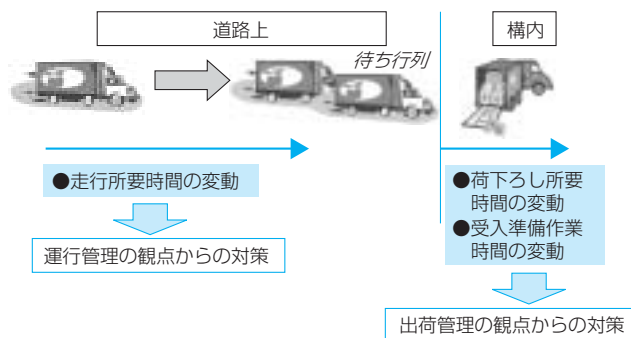 道路上
構内
待ち行列
●走行所要時間の変動
●荷下ろし所要
時間の変動
●受入準備作業
時間の変動
運行管理の観点からの対策
出荷管理の観点からの対策